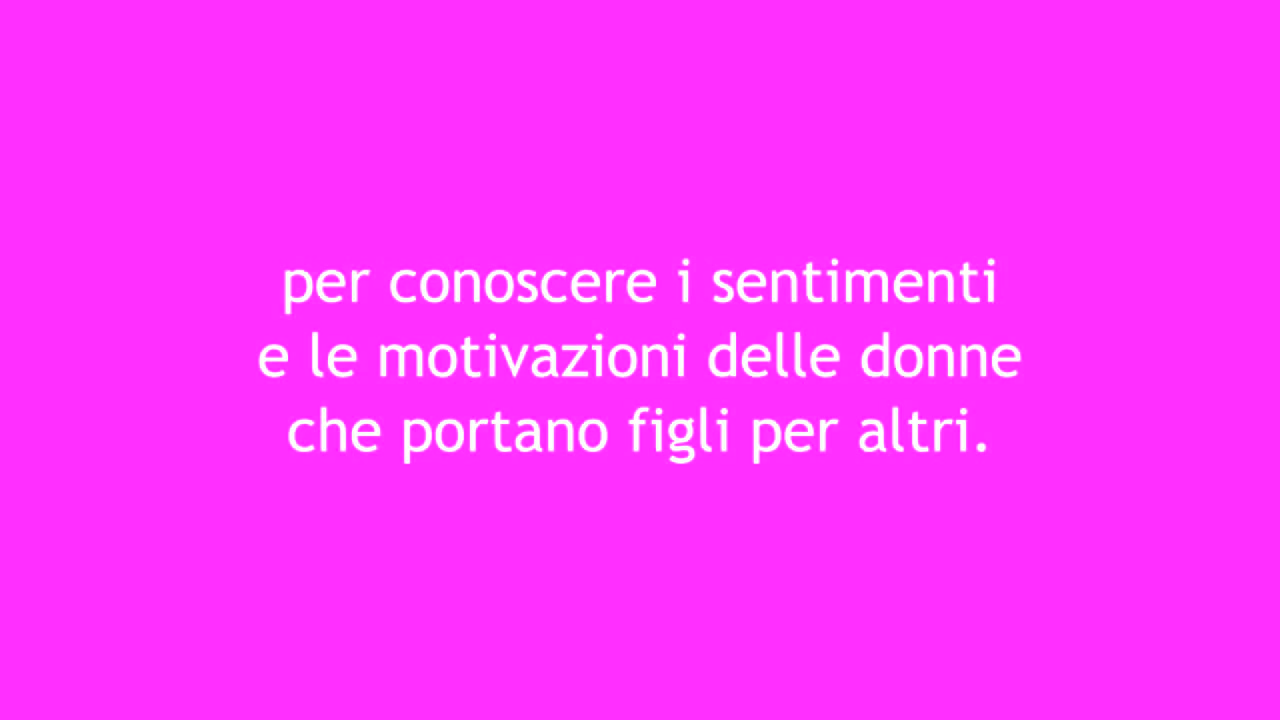 per conoscere i sentimenti
e le motivazioni delle donne
che portano figli per altri.